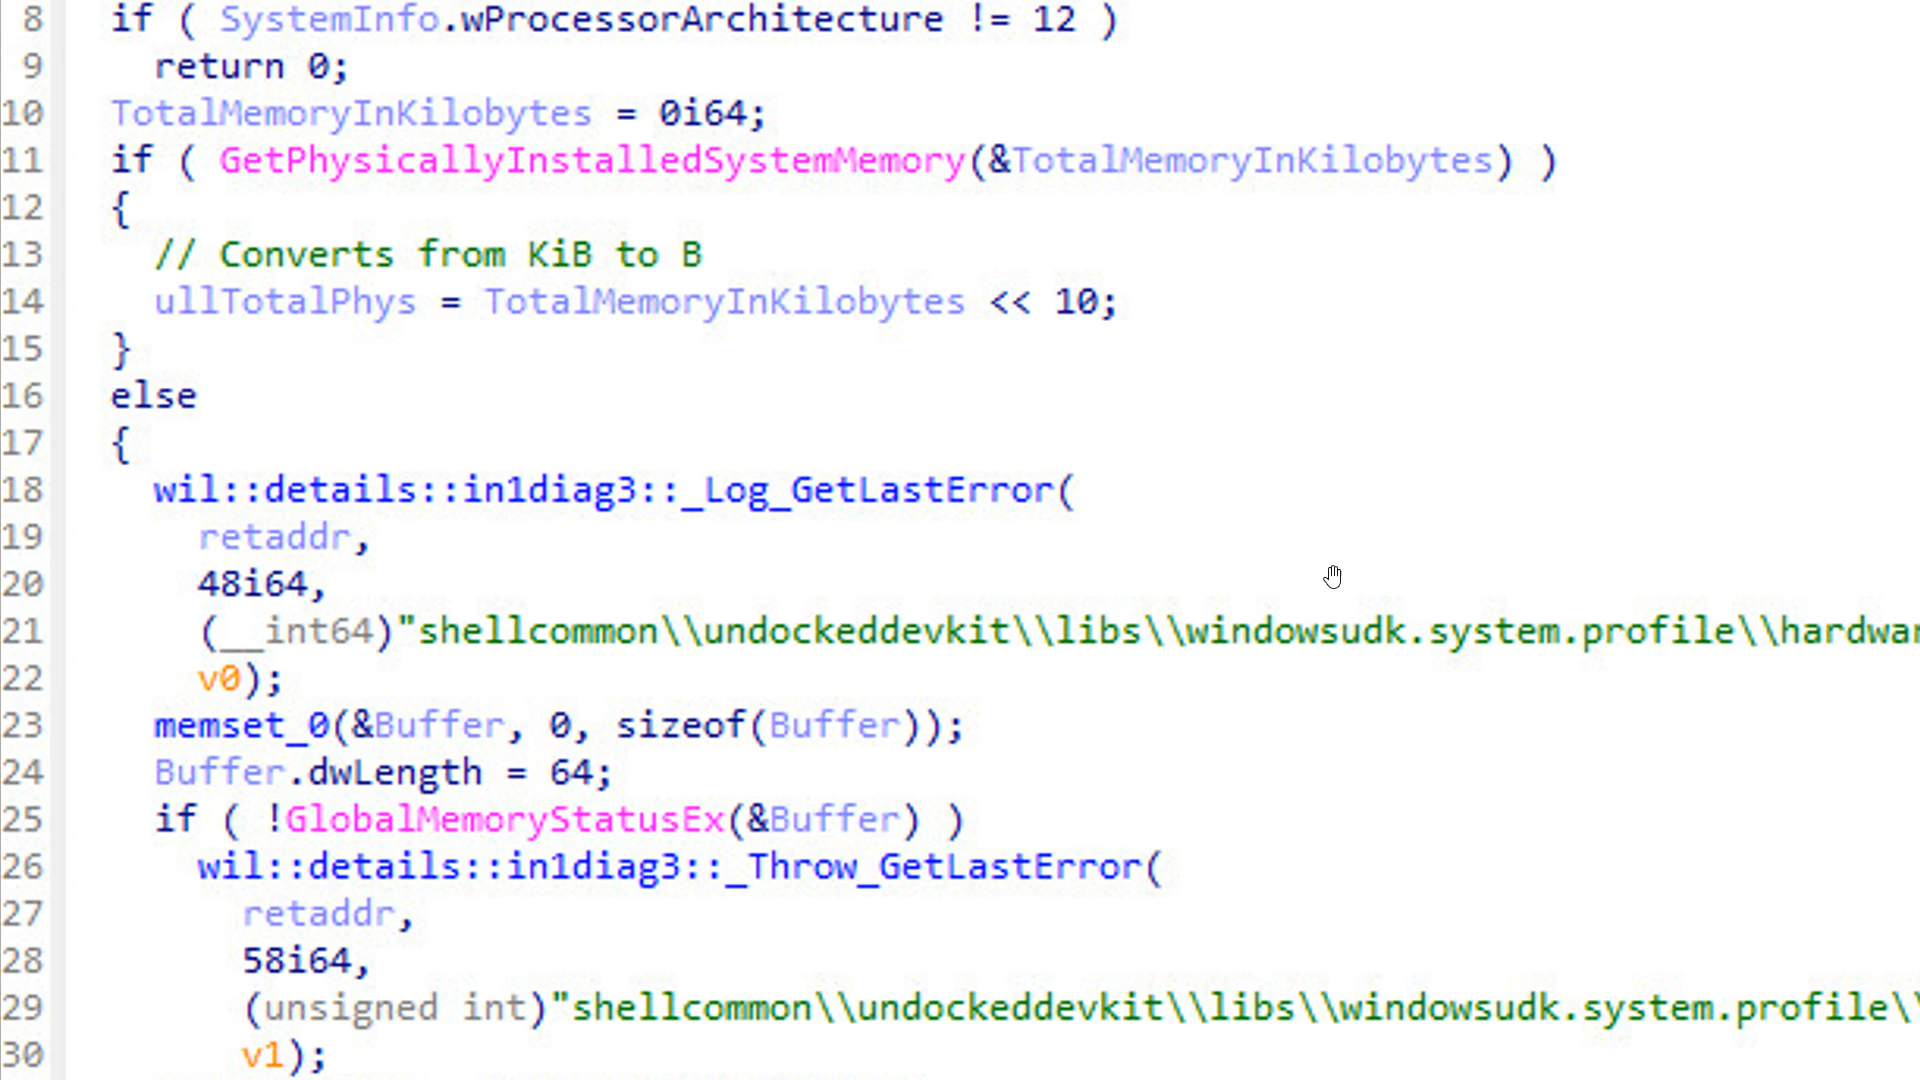 8 if ( SystemInfo.wProcessorArchitecture != 12 )
9 return 0;
10 TotalMemoryInKilobytes = 0i64;
11 if ( GetPhysicallyInstalledSystemMemory(&TotalMemoryInKilobytes) )
12 {
13 // Converts from KiB to B
14 ullTotalPhys = TotalMemoryInKilobytes << 10;
15 }
16 else
17 {
18 wil::details::in1diag3::_Log_GetLastError(
19 retaddr,
20 48i64,
21 (__int64)"shellcommon\\undockeddevkit\\libs\\windowsudk.system.profile\\hardwar
22 v0);
23 memset_0(&Buffer, 0, sizeof(Buffer));
24 Buffer.dwLength = 64;
25 if ( !GlobalMemoryStatusEx(&Buffer) )
26 wil::details::in1diag3::_Throw_GetLastError(
27 retaddr,
28 58i64,
29 (unsigned int)"shellcommon\\undockeddevkit\\libs\\windowsudk.system.profile\\
30 v1);